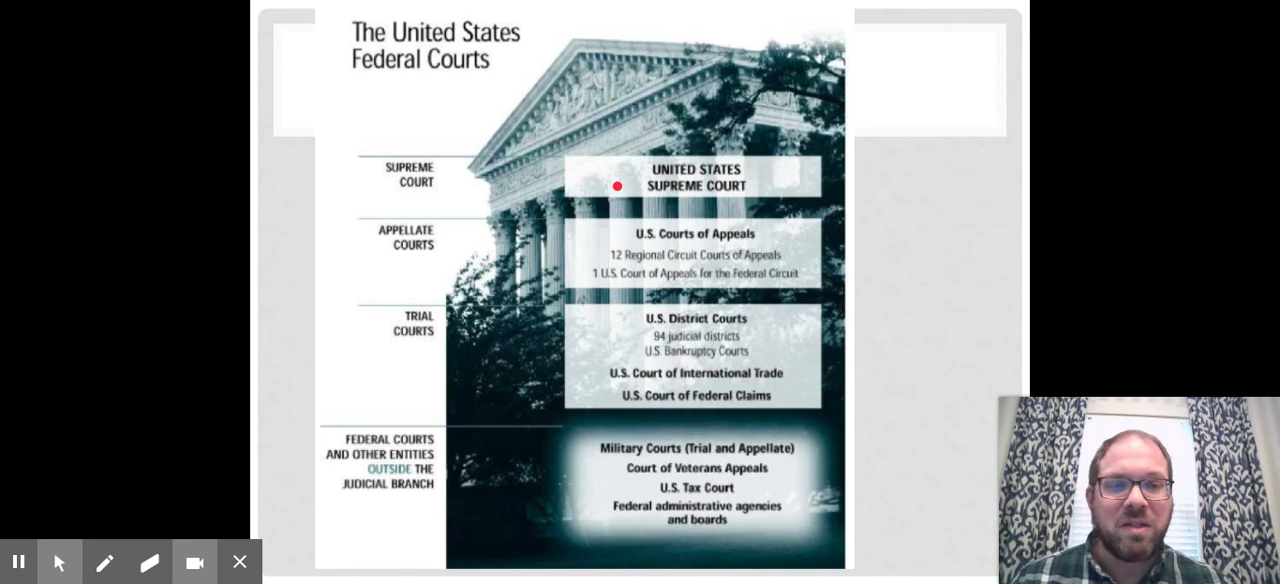 The United States
Federal Courts
SUPREME
COURT
UNITED STATES
SUPREME COURT
APPELLATE
COURTS
U.S. Courts of Appeals
12 Regional Circuit Courts of Appeals
1 U.S. Court of Appeals for the Federal Circuit
TRIAL
COURTS
U.S. District Courts
94 judicial districts
U.S. Bankruptcy Courts
U.S. Court of International Trade
U.S. Court of Federal Claims
FEDERAL COURTS
AND OTHER ENTITIES
OUTSIDE THE
JUDICIAL BRANCH
Military Courts (Trial and Appellate)
Court of Veterans Appeals
U.S. Tax Court
Federal administrative agencies
and boards